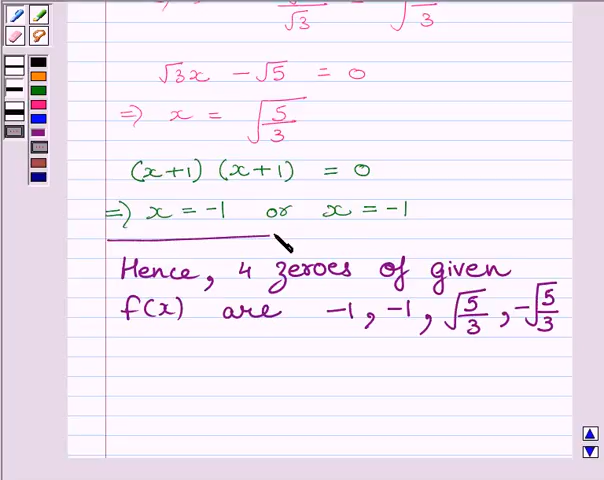 √3x - √5 = 0
=) x = √(5/3)
(x+1) (x+1) = 0
=) x = -1 or x = -1
Hence, 4 zeroes of given
f(x) are -1, -1, √(5/3), -√(5/3)